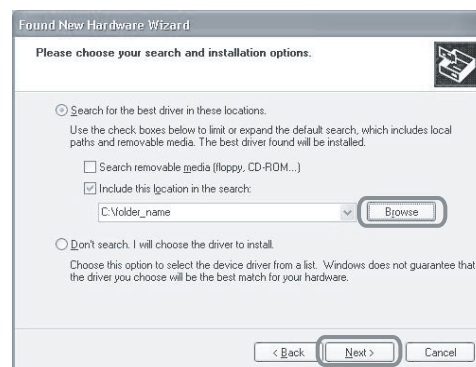 Found New Hardware Wizard
Please choose your search and installation options.
Search for the best driver in these locations.
Use the check boxes below to limit or expand the default search, which includes local
paths and removable media. The best driver found will be installed.
Search removable media (floppy, CD-ROM...)
Include this location in the search:
C:\folder_name
Browse
Don't search. I will choose the driver to install.
Choose this option to select the device driver from a list. Windows does not guarantee that
the driver you choose will be the best match for your hardware.
< Back
Next >
Cancel